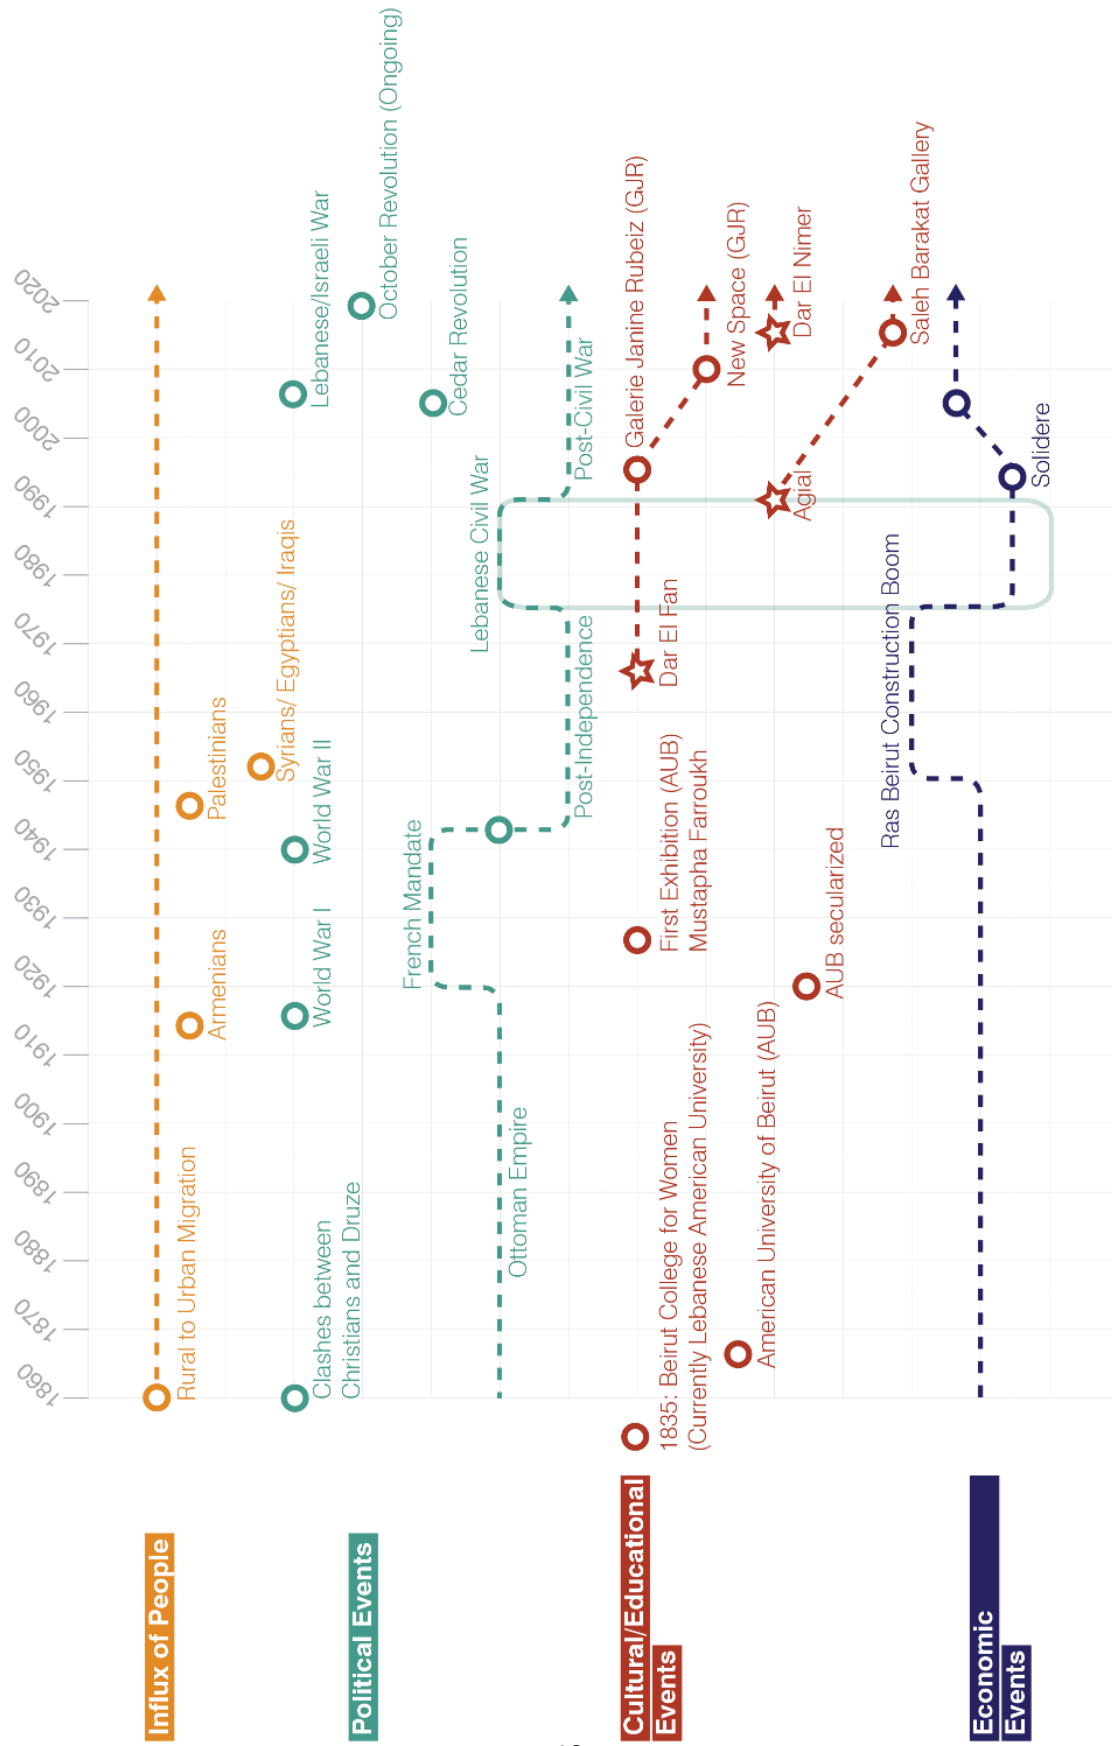 1860
1870
1880
1890
1900
1910
1920
1930
1940
1950
1960
1970
1980
1990
2000
2010
2020
Influx of People
Rural to Urban Migration
Armenians
Palestinians
Syrians/ Egyptians/ Iraqis
Political Events
Clashes between
Christians and Druze
World War I
World War II
Lebanese/Israeli War
October Revolution (Ongoing)
Cedar Revolution
French Mandate
Lebanese Civil War
Ottoman Empire
Post-Independence
Post-Civil War
Cultural/Educational
Events
1835: Beirut College for Women
(Currently Lebanese American University)
First Exhibition (AUB)
Mustapha Farroukh
Dar El Fan
Galerie Janine Rubeiz (GJR)
New Space (GJR)
American University of Beirut (AUB)
AUB secularized
Agial
Dar El Nimer
Saleh Barakat Gallery
Economic
Events
Ras Beirut Construction Boom
Solidere